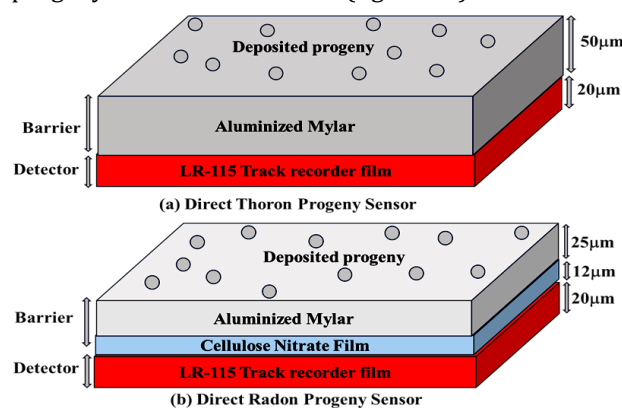 Deposited progeny
50μm
20μm
Barrier
Aluminized Mylar
Detector
LR-115 Track recorder film
(a) Direct Thoron Progeny Sensor
Deposited progeny
25μm
12μm
20μm
Barrier
Aluminized Mylar
Cellulose Nitrate Film
Detector
LR-115 Track recorder film
(b) Direct Radon Progeny Sensor